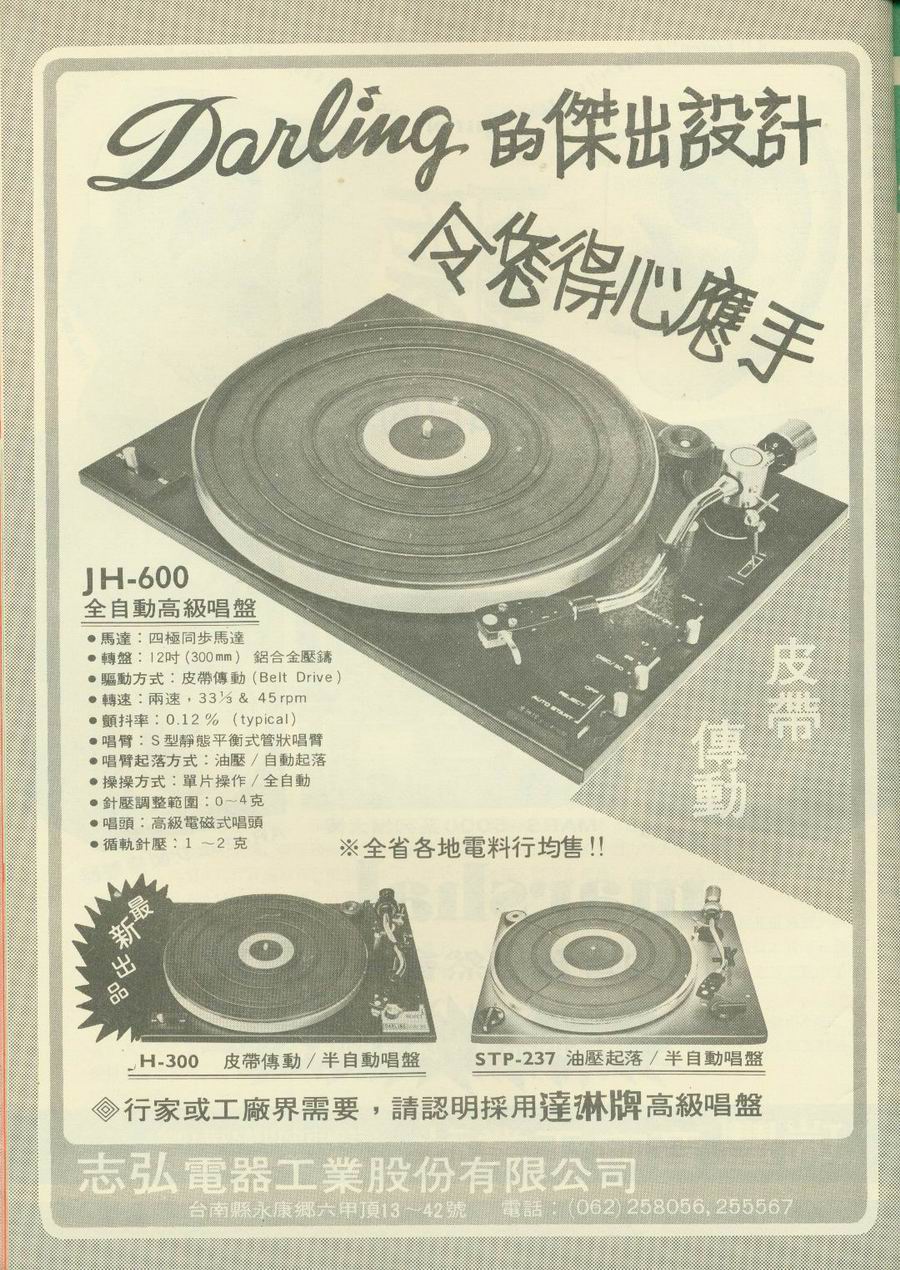 Darling 的傑出設計
令您得心應手
JH-600
全自動高級唱盤
●馬達：四極同步馬達
●轉盤：12吋(300mm) 鋁合金壓鑄
●驅動方式：皮帶傳動(Belt Drive)
●轉速：兩速，33⅓ & 45rpm
●顫抖率：0.12% (typical)
●唱臂：S型靜態平衡式管狀唱臂
●唱臂起落方式：油壓/自動起落
●操操方式：單片操作/全自動
●針壓調整範圍：0～4克
●唱頭：高級電磁式唱頭
●循軌針壓：1～2克
REJECT
OFF
AUTO START
皮帶
傳動
※全省各地電料行均售!!
最新出品
JH-300 皮帶傳動/半自動唱盤
STP-237 油壓起落/半自動唱盤
◈行家或工廠界需要，請認明採用達琳牌高級唱盤
志弘電器工業股份有限公司
台南縣永康鄉六甲頂13～42號 電話：(062)258056,255567